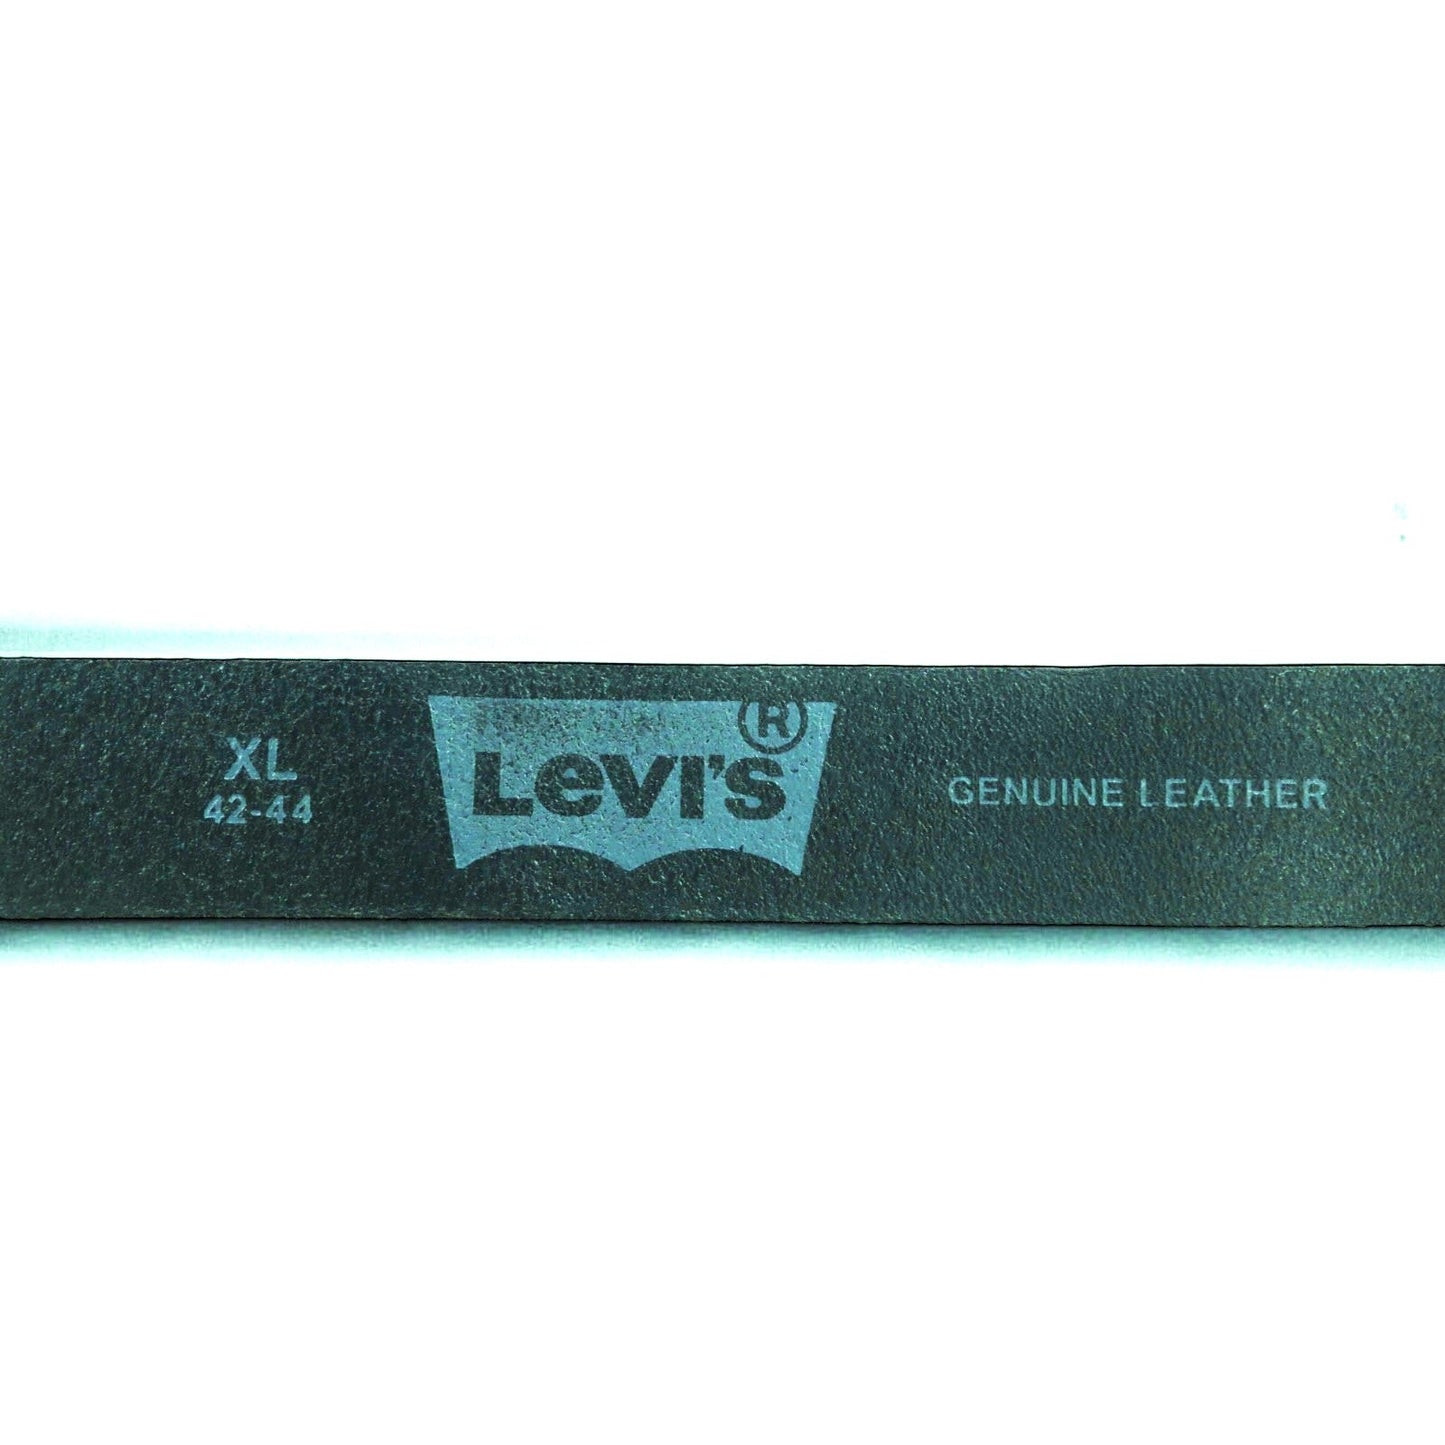 XL
42-44
Levi's®
GENUINE LEATHER